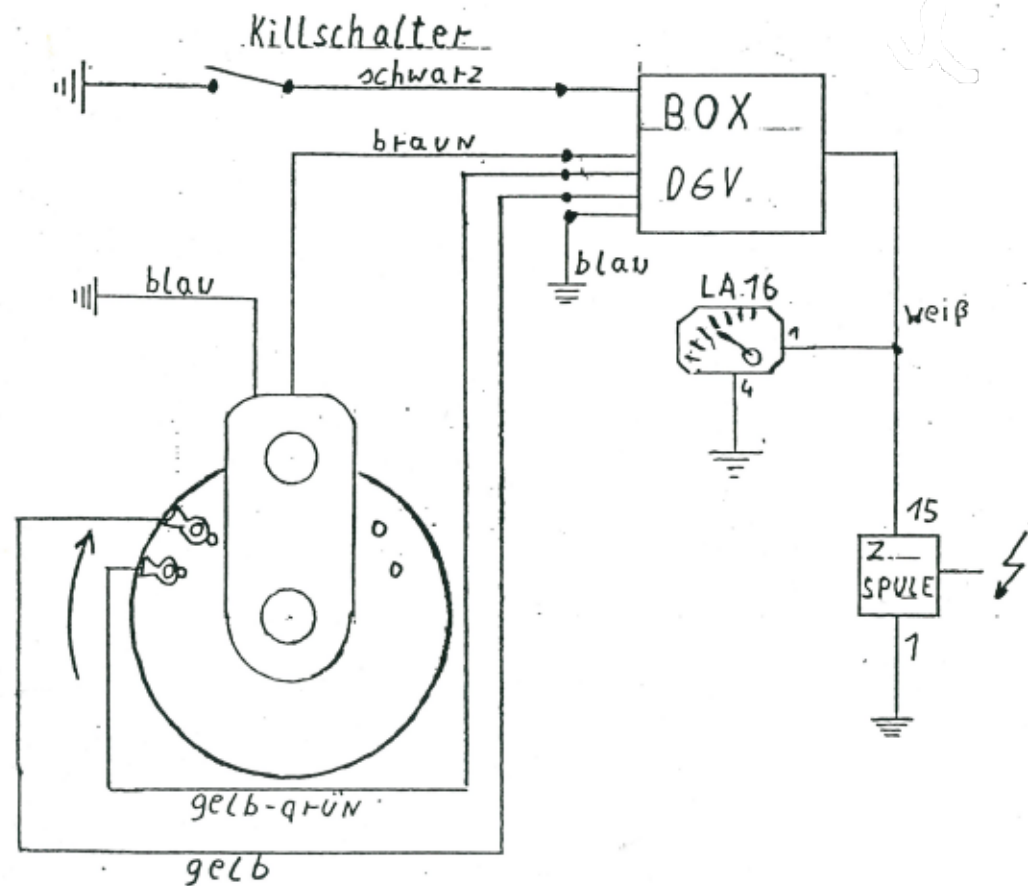 Killschalter
schwarz
BOX
DGV
braun
blau
blau
LA.16
1
4
weiß
15
Z.
SPULE
1
gelb-grün
gelb